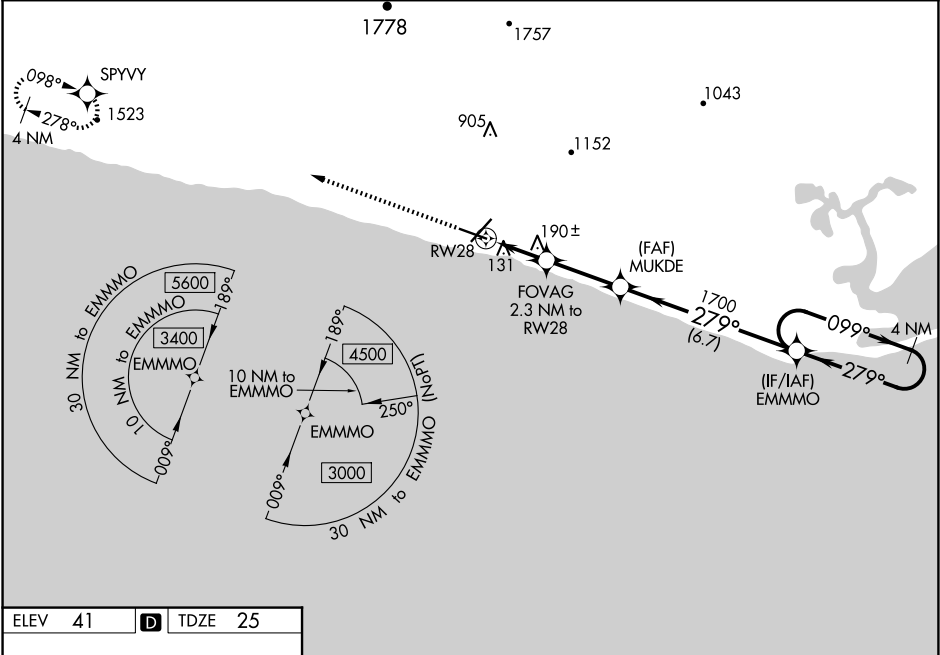 1778
1757
098°
SPYVY
278°
1523
4 NM
1043
905
1152
190±
RW28
131
(FAF)
MUKDE
FOVAG
2.3 NM to
RW28
1700
279°
(6.7)
099°
4 NM
279°
(IF/IAF)
EMMMO
30 NM to EMMMO
5600
189°
10 NM to EMMMO
3400
EMMMO
009°
189°
4500
10 NM to
EMMMO
250°
(NoPT)
EMMMO
3000
009°
30 NM to EMMMO
ELEV 41 D TDZE 25